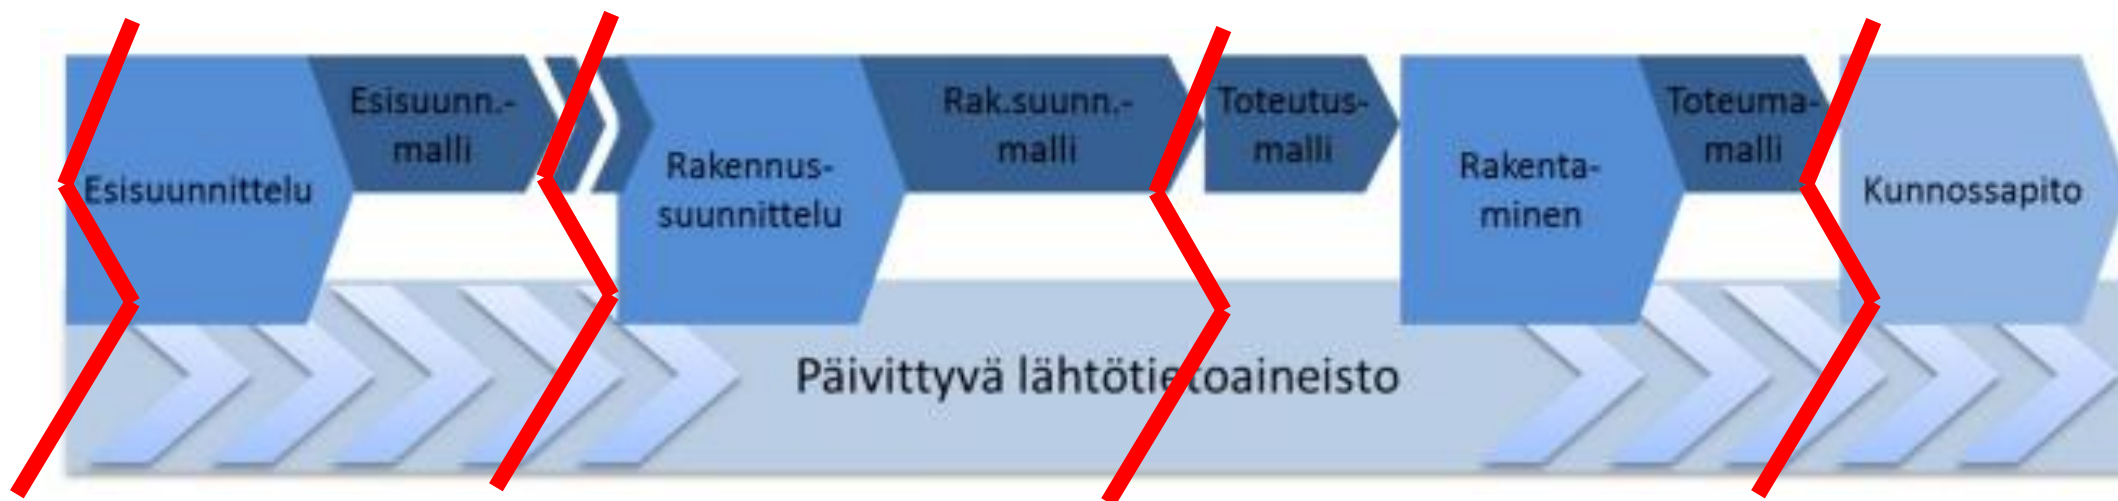 Esisuunnittelu
Esisuunn.-
malli
Rakennus-
suunnittelu
Rak.suunn.-
malli
Toteutus-
malli
Rakenta-
minen
Toteuma-
malli
Kunnossapito
Päivittyvä lähtötietoaineisto